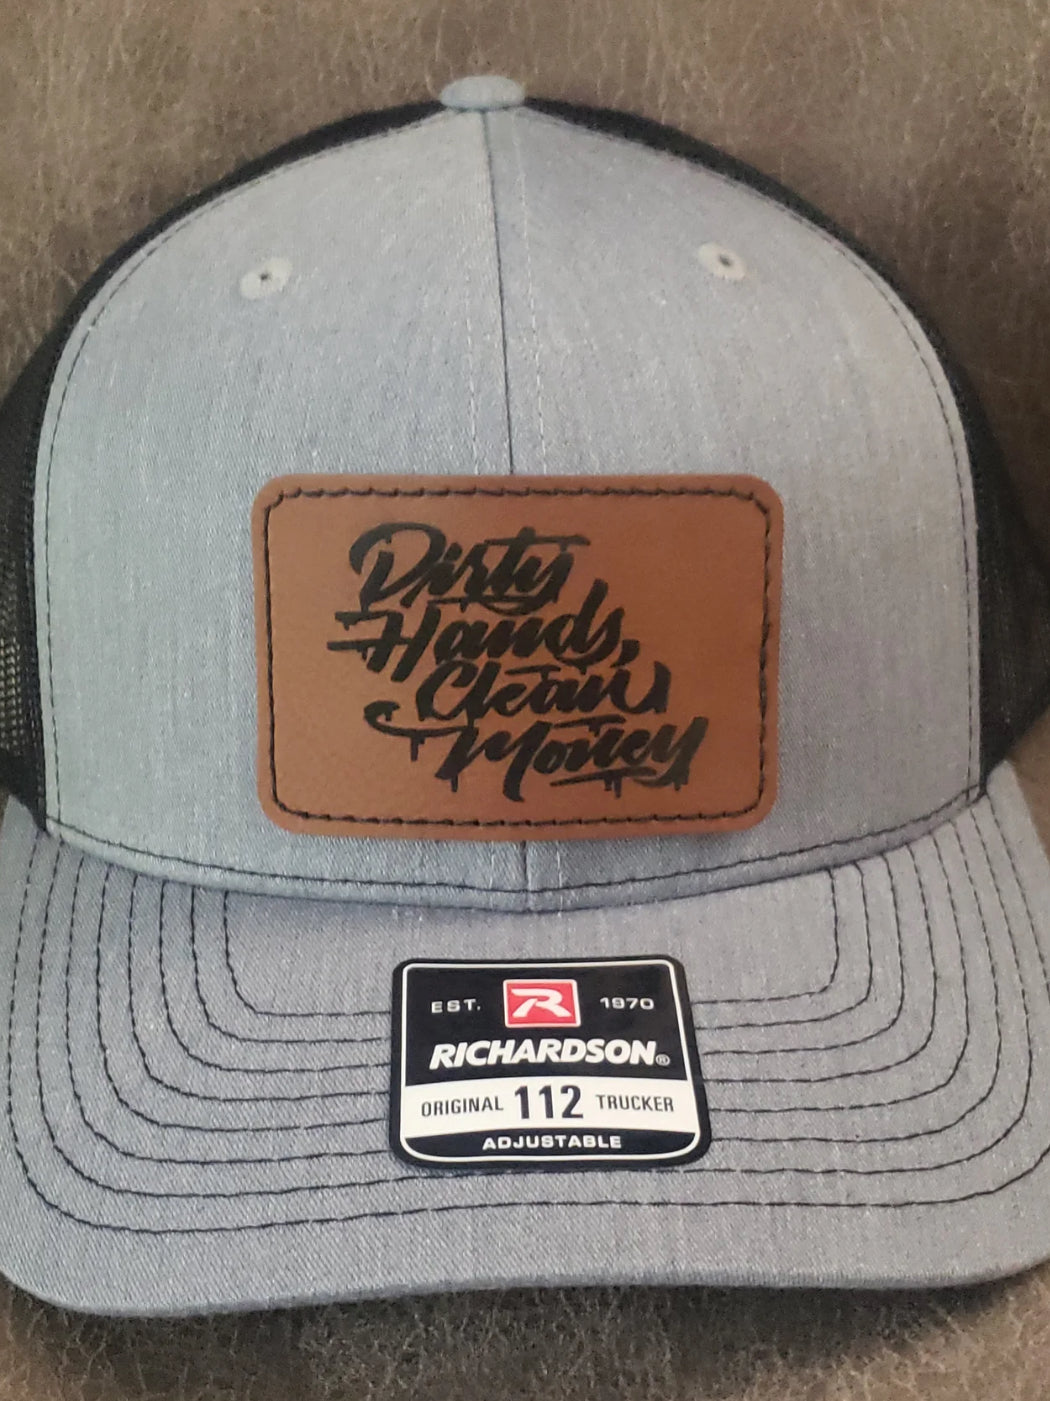 Dirty
Hands,
Clean
Money
EST. R 1970
RICHARDSON®
ORIGINAL 112 TRUCKER
ADJUSTABLE